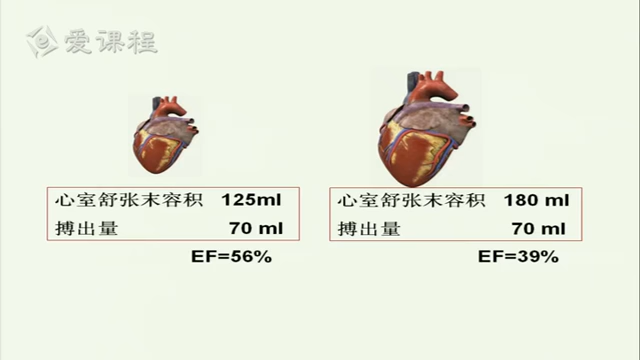 爱课程
心室舒张末容积 125ml
搏出量 70 ml
EF=56%
心室舒张末容积 180 ml
搏出量 70 ml
EF=39%